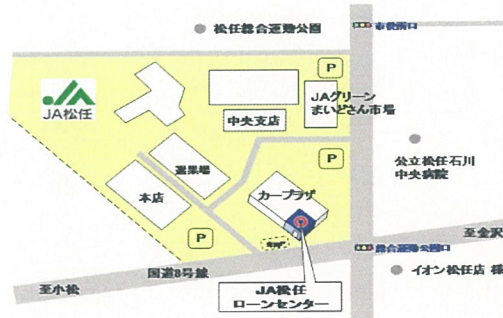 松任総合運動公園
市役所口
P
JA松任
JAグリーン
まいどさん市場
中央支店
選果場
P
公立松任石川
中央病院
本店
カープラザ
P
至金沢
総合運動公園口
国道8号線
イオン松任店 様
至小松
JA松任
ローンセンター